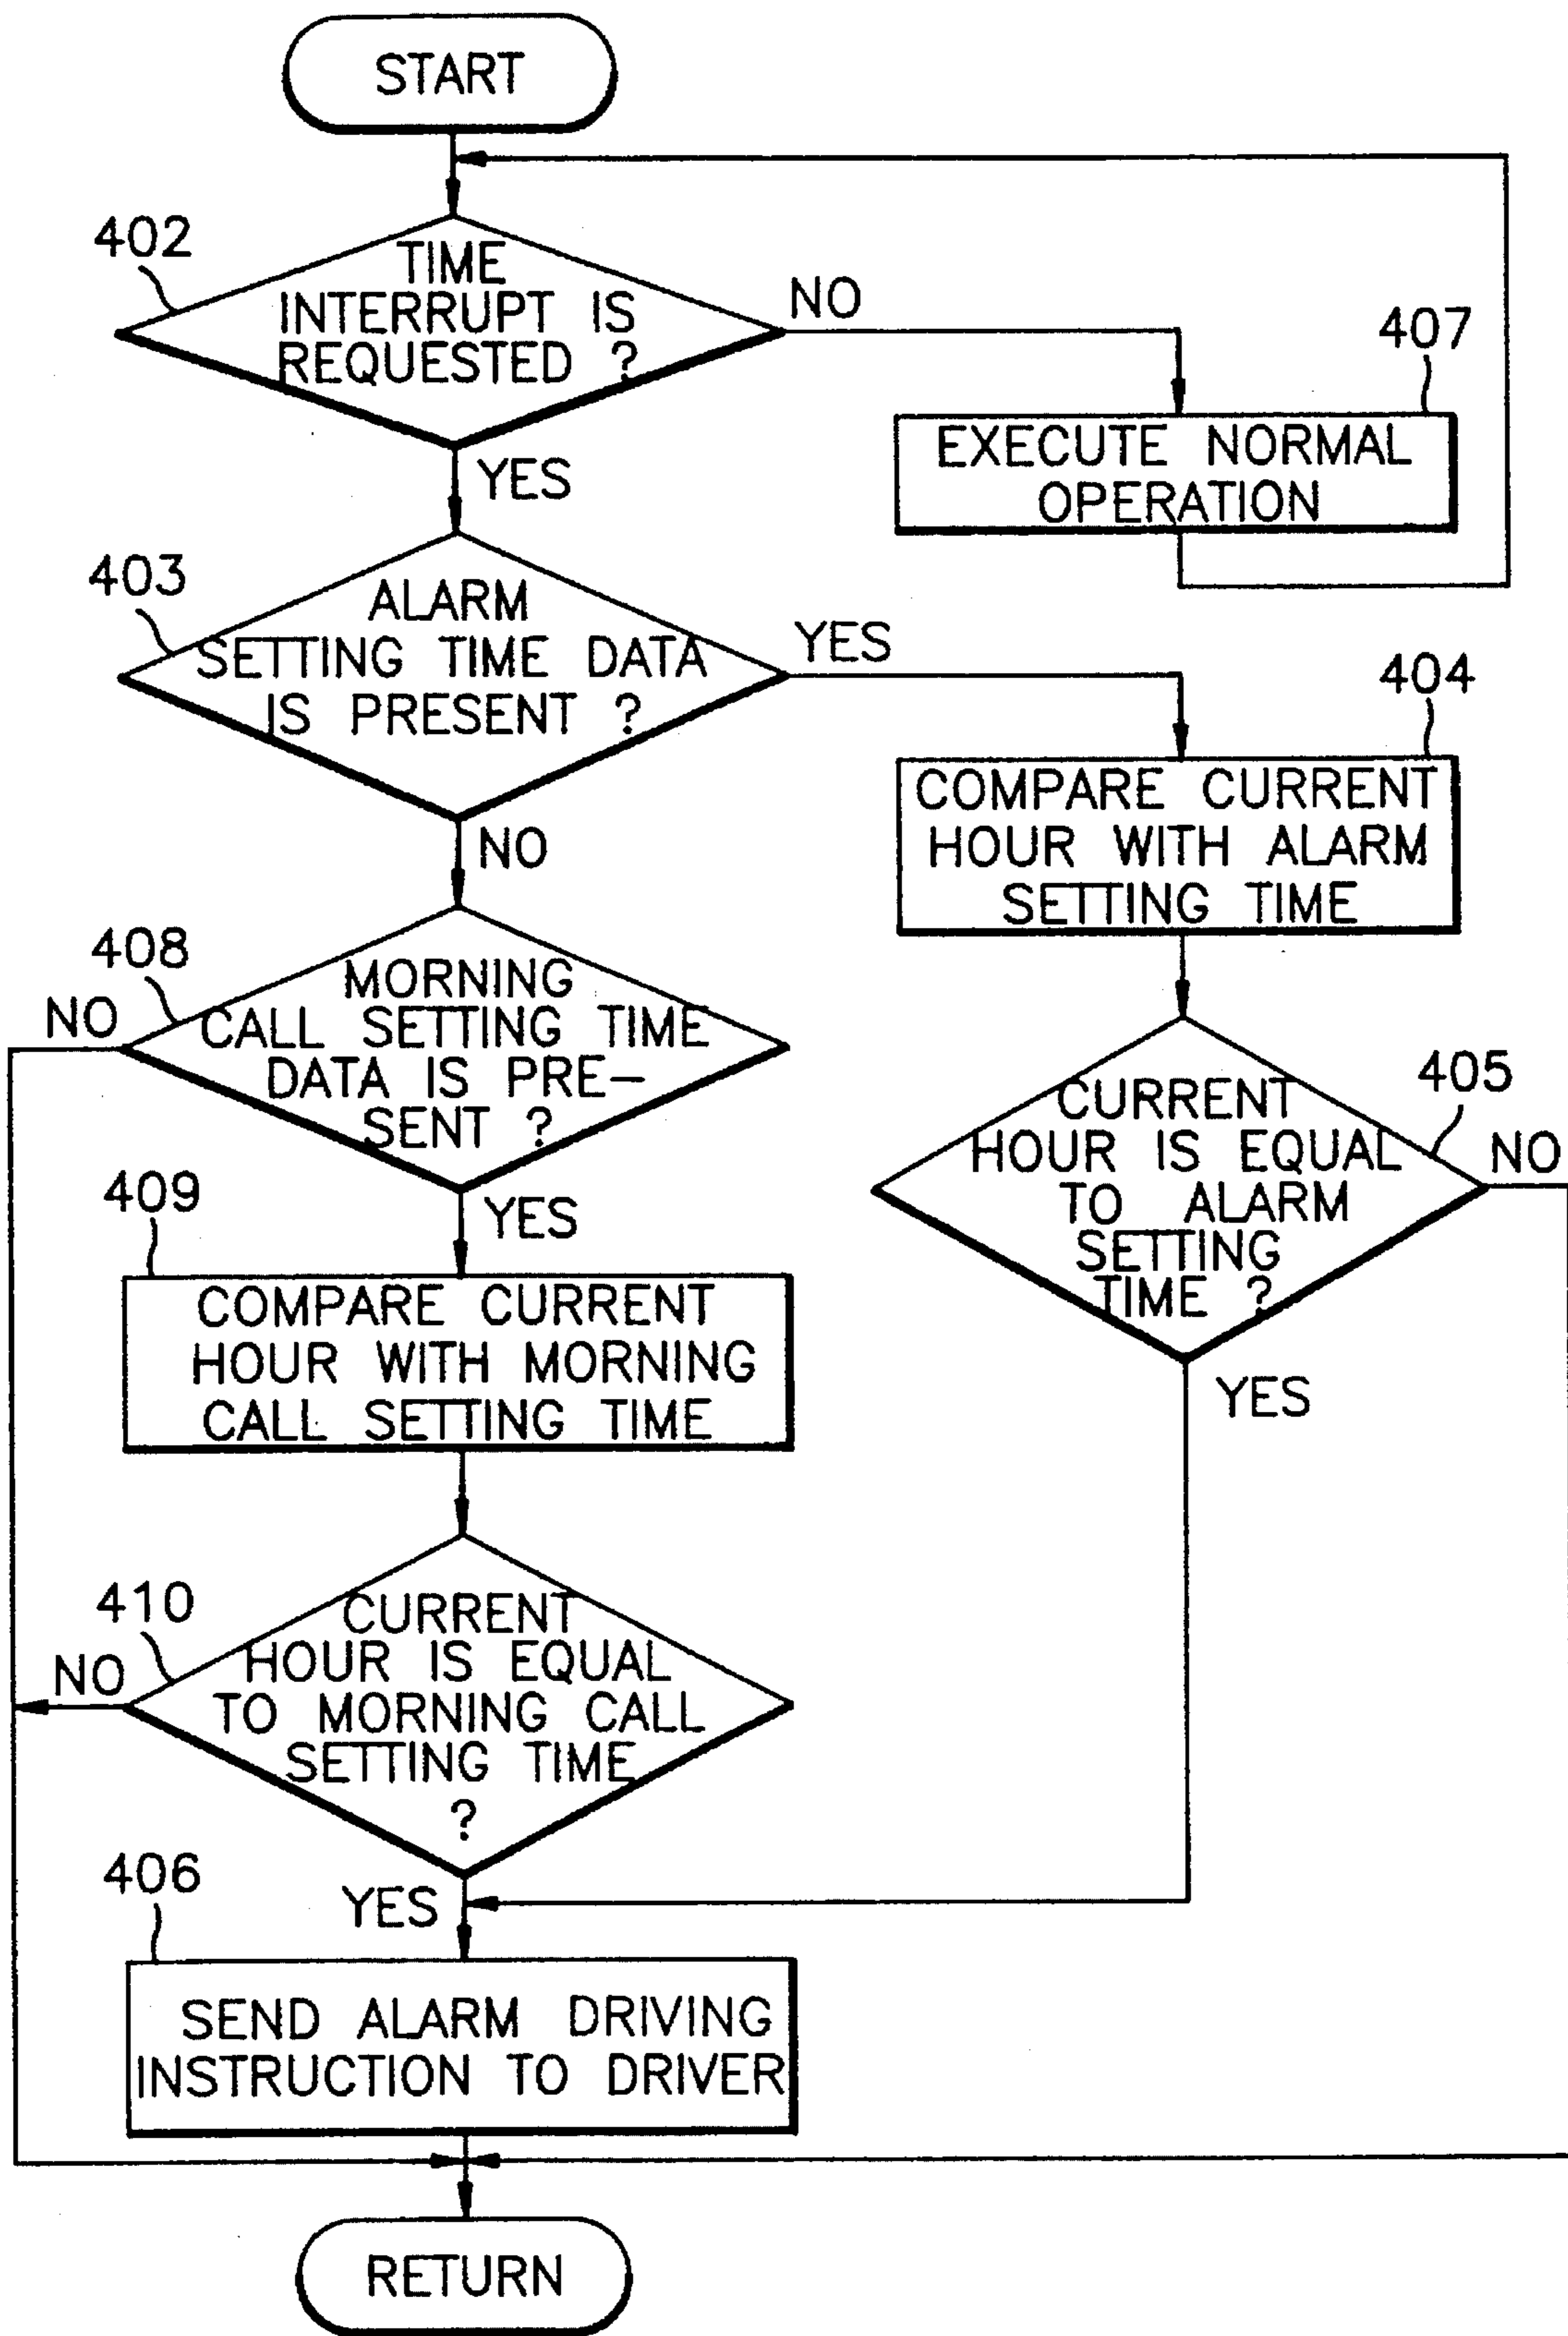 START
402
TIME
INTERRUPT IS
REQUESTED ?
NO
407
EXECUTE NORMAL
OPERATION
YES
403
ALARM
SETTING TIME DATA
IS PRESENT ?
YES
404
COMPARE CURRENT
HOUR WITH ALARM
SETTING TIME
NO
408
MORNING
CALL SETTING TIME
DATA IS PRE-
SENT ?
NO
405
CURRENT
HOUR IS EQUAL
TO ALARM
SETTING
TIME ?
NO
YES
YES
409
COMPARE CURRENT
HOUR WITH MORNING
CALL SETTING TIME
410
CURRENT
HOUR IS EQUAL
TO MORNING CALL
SETTING TIME
?
NO
YES
406
SEND ALARM DRIVING
INSTRUCTION TO DRIVER
RETURN